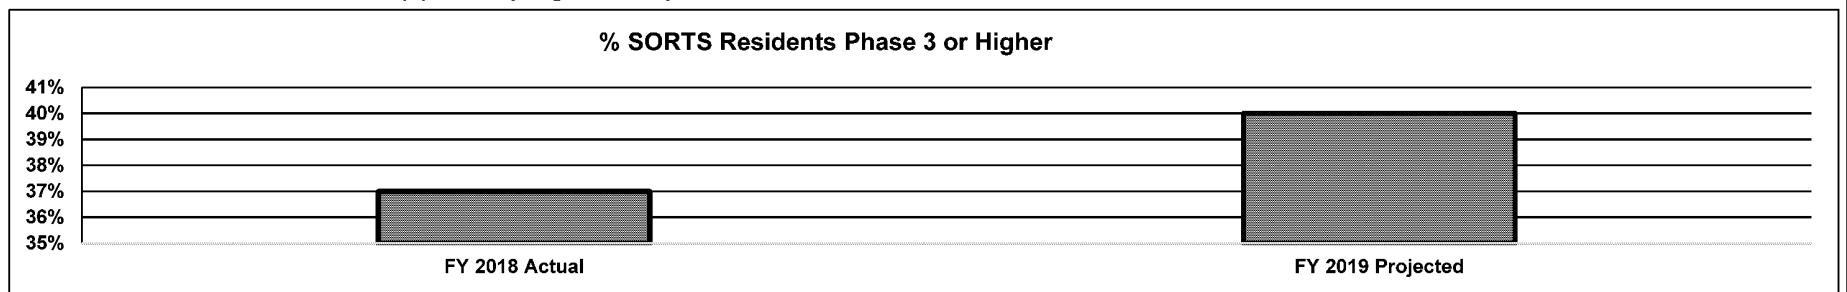 % SORTS Residents Phase 3 or Higher
41%
40%
39%
38%
37%
36%
35%
FY 2018 Actual
FY 2019 Projected